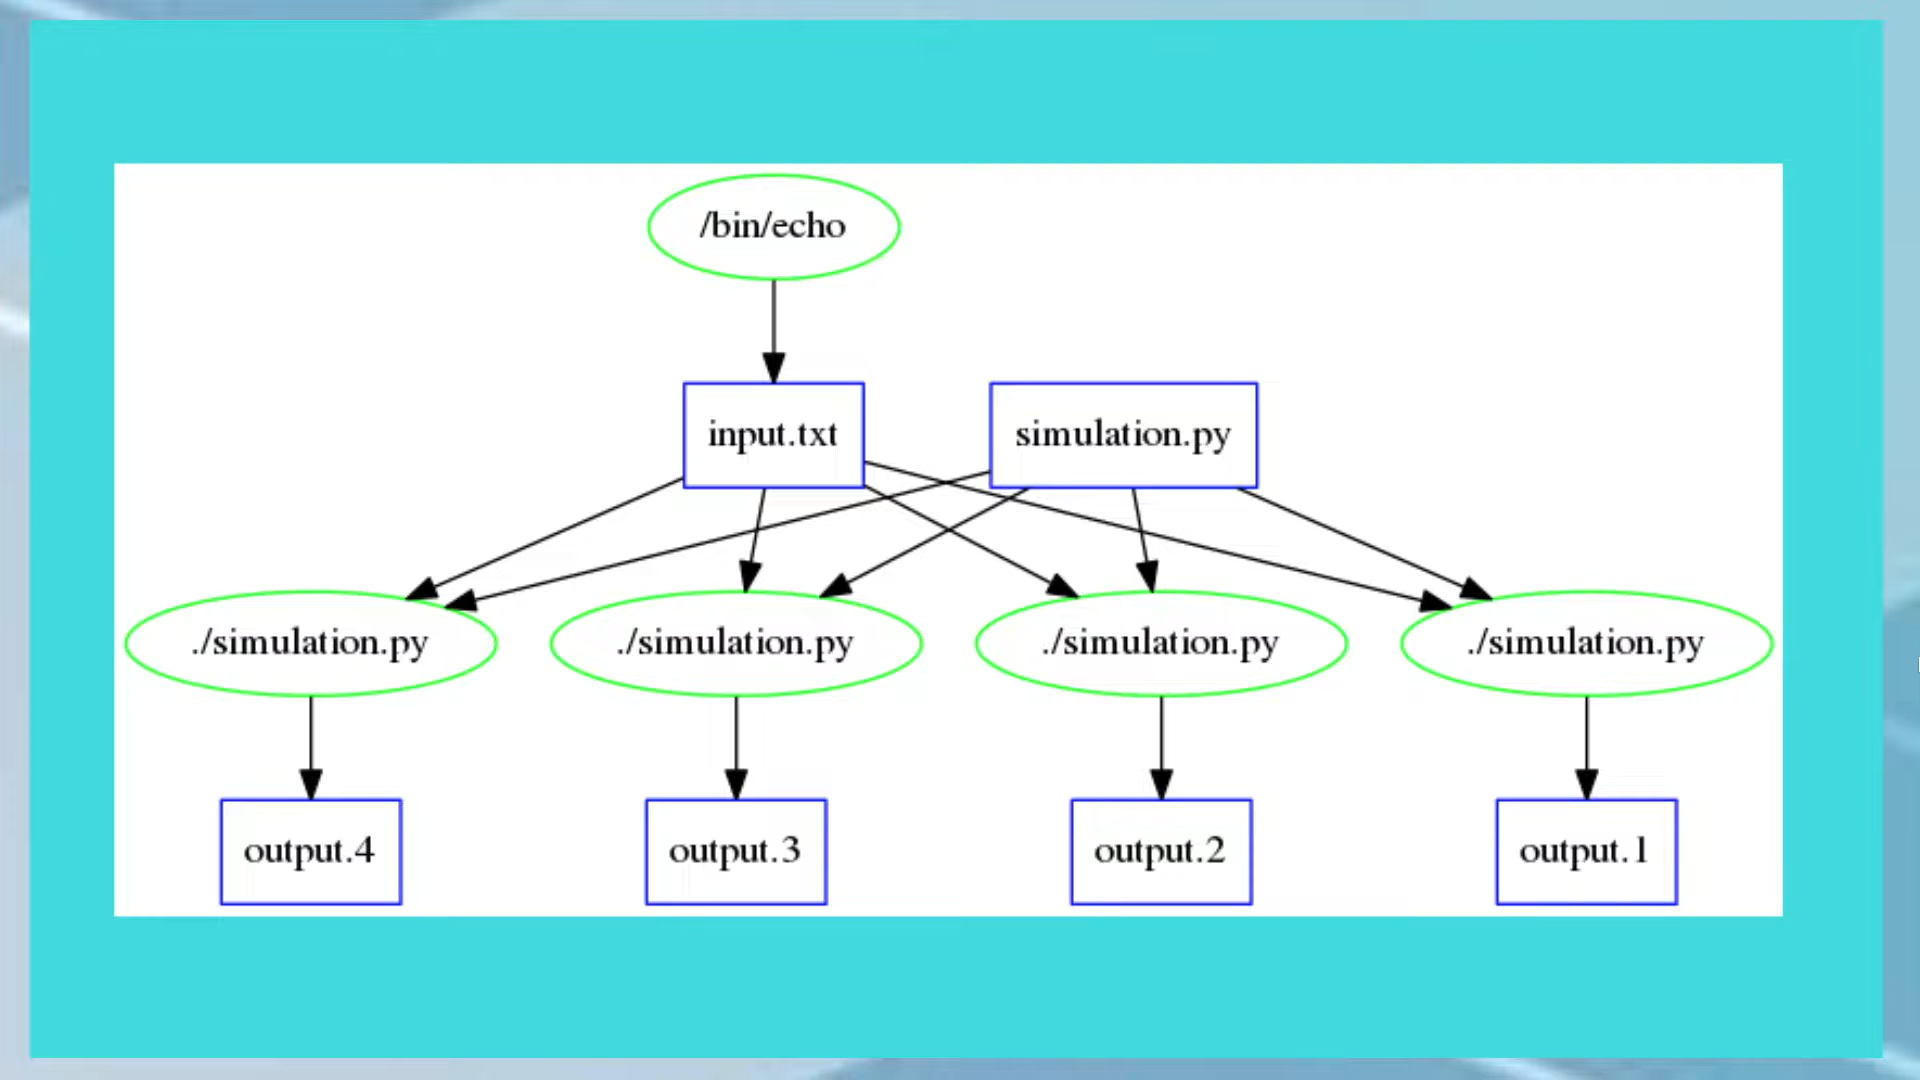 /bin/echo
input.txt
simulation.py
./simulation.py
./simulation.py
./simulation.py
./simulation.py
output.4
output.3
output.2
output.1